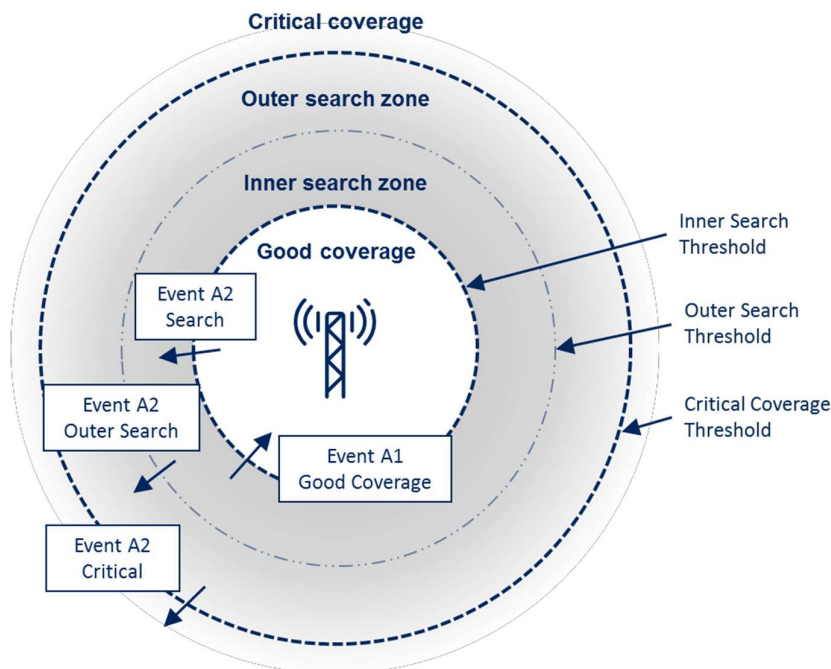 Critical coverage
Outer search zone
Inner search zone
Good coverage
Inner Search
Threshold
Event A2
Search
Outer Search
Threshold
Event A2
Outer Search
Critical Coverage
Threshold
Event A1
Good Coverage
Event A2
Critical